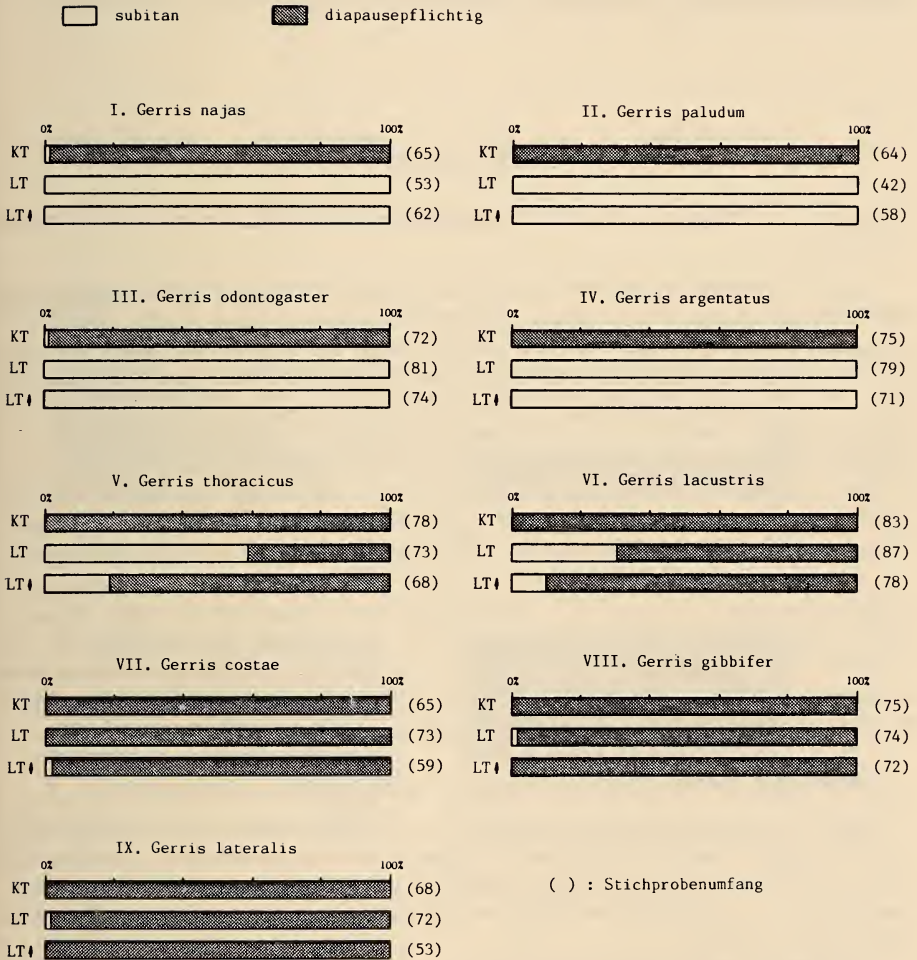 subitan diapausepflichtig
I. Gerris najas
0% 100%
KT (65)
LT (53)
LT⧫ (62)
II. Gerris paludum
0% 100%
KT (64)
LT (42)
LT⧫ (58)
III. Gerris odontogaster
0% 100%
KT (72)
LT (81)
LT⧫ (74)
IV. Gerris argentatus
0% 100%
KT (75)
LT (79)
LT⧫ (71)
V. Gerris thoracicus
0% 100%
KT (78)
LT (73)
LT⧫ (68)
VI. Gerris lacustris
0% 100%
KT (83)
LT (87)
LT⧫ (78)
VII. Gerris costae
0% 100%
KT (65)
LT (73)
LT⧫ (59)
VIII. Gerris gibbifer
0% 100%
KT (75)
LT (74)
LT⧫ (72)
IX. Gerris lateralis
0% 100%
KT (68)
LT (72)
LT⧫ (53)
( ) : Stichprobenumfang